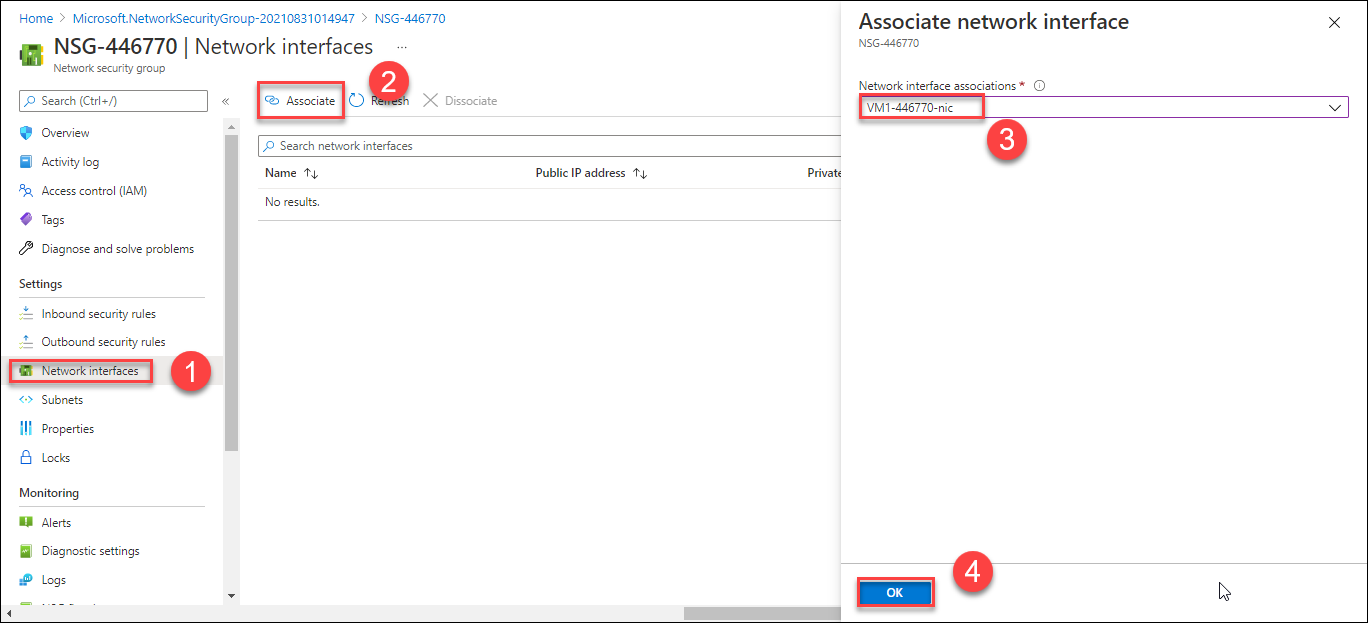 Home > Microsoft.NetworkSecurityGroup-20210831014947 > NSG-446770
NSG-446770 | Network interfaces ...
Network security group
Search (Ctrl+/) «
Overview
Activity log
Access control (IAM)
Tags
Diagnose and solve problems
Settings
Inbound security rules
Outbound security rules
Network interfaces 1
Subnets
Properties
Locks
Monitoring
Alerts
Diagnostic settings
Logs
2
Associate Refresh Dissociate
Search network interfaces
Name ↑↓ Public IP address ↑↓ Private
No results.
Associate network interface
NSG-446770
Network interface associations *
VM1-446770-nic
3
4
OK